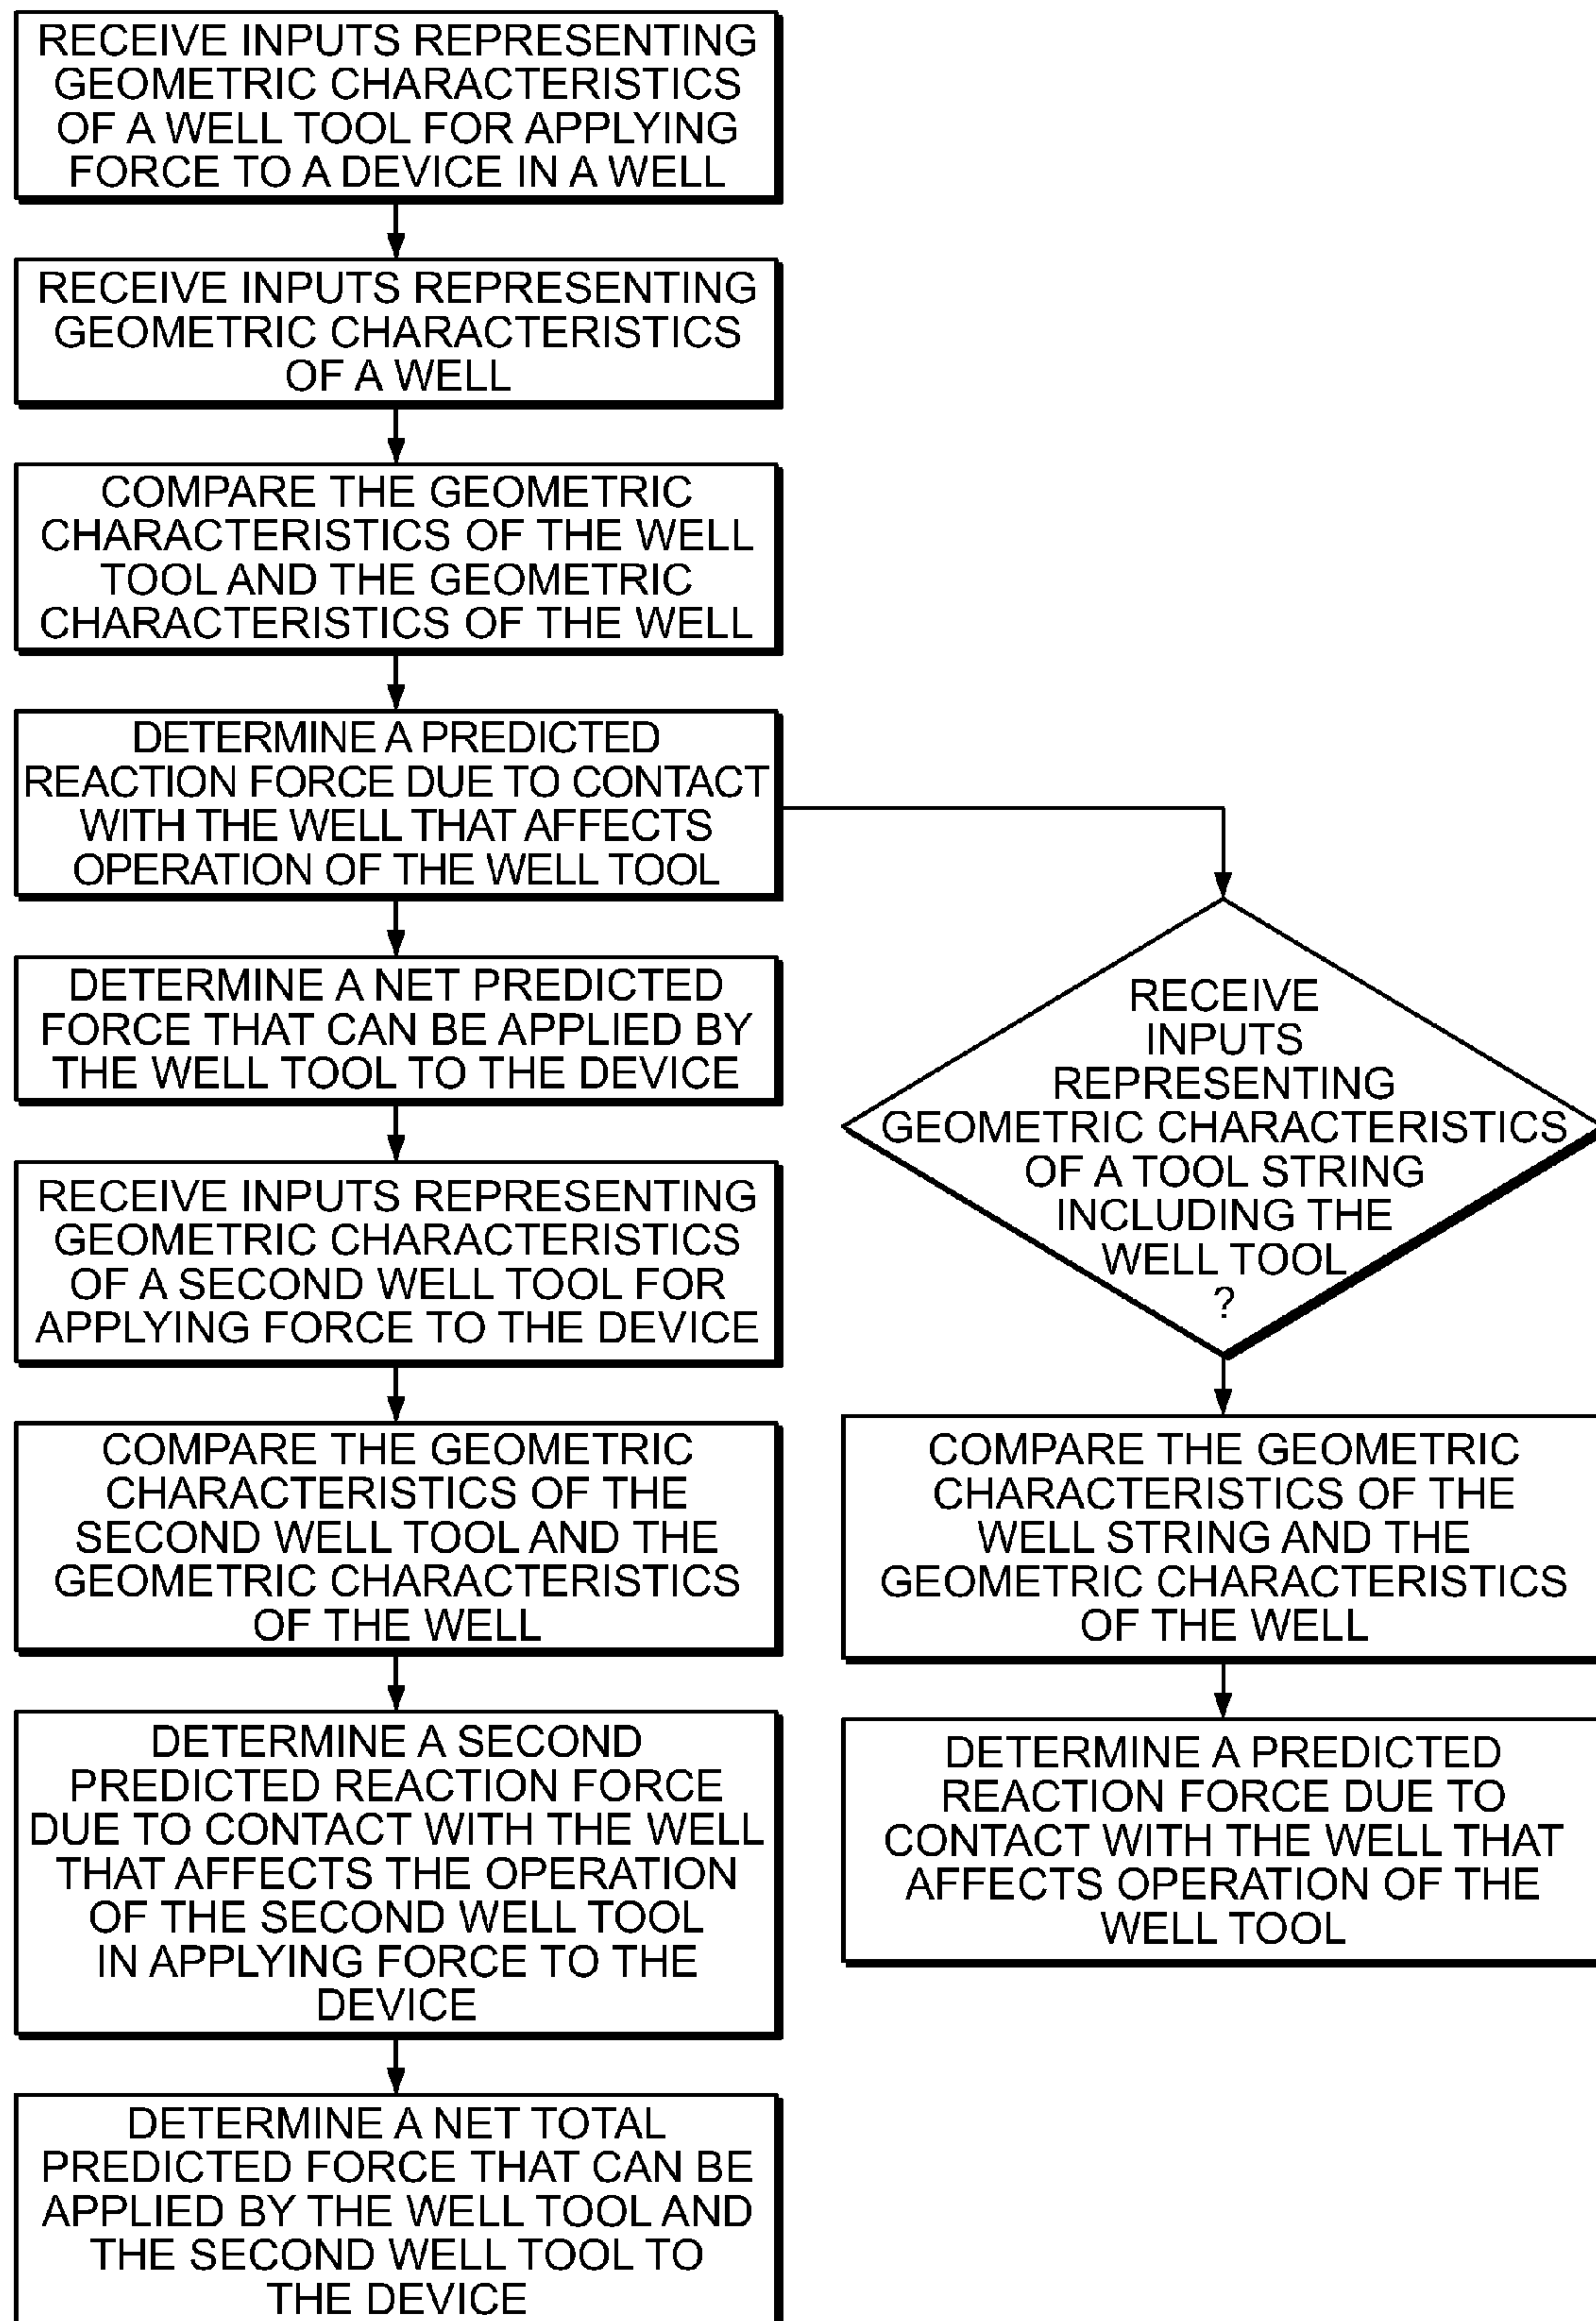 RECEIVE INPUTS REPRESENTING
GEOMETRIC CHARACTERISTICS
OF A WELL TOOL FOR APPLYING
FORCE TO A DEVICE IN A WELL
RECEIVE INPUTS REPRESENTING
GEOMETRIC CHARACTERISTICS
OF A WELL
COMPARE THE GEOMETRIC
CHARACTERISTICS OF THE WELL
TOOL AND THE GEOMETRIC
CHARACTERISTICS OF THE WELL
DETERMINE A PREDICTED
REACTION FORCE DUE TO CONTACT
WITH THE WELL THAT AFFECTS
OPERATION OF THE WELL TOOL
DETERMINE A NET PREDICTED
FORCE THAT CAN BE APPLIED BY
THE WELL TOOL TO THE DEVICE
RECEIVE INPUTS REPRESENTING
GEOMETRIC CHARACTERISTICS
OF A SECOND WELL TOOL FOR
APPLYING FORCE TO THE DEVICE
COMPARE THE GEOMETRIC
CHARACTERISTICS OF THE
SECOND WELL TOOL AND THE
GEOMETRIC CHARACTERISTICS
OF THE WELL
DETERMINE A SECOND
PREDICTED REACTION FORCE
DUE TO CONTACT WITH THE WELL
THAT AFFECTS THE OPERATION
OF THE SECOND WELL TOOL
IN APPLYING FORCE TO THE
DEVICE
DETERMINE A NET TOTAL
PREDICTED FORCE THAT CAN BE
APPLIED BY THE WELL TOOL AND
THE SECOND WELL TOOL TO
THE DEVICE
RECEIVE
INPUTS
REPRESENTING
GEOMETRIC CHARACTERISTICS
OF A TOOL STRING
INCLUDING THE
WELL TOOL
?
COMPARE THE GEOMETRIC
CHARACTERISTICS OF THE
WELL STRING AND THE
GEOMETRIC CHARACTERISTICS
OF THE WELL
DETERMINE A PREDICTED
REACTION FORCE DUE TO
CONTACT WITH THE WELL THAT
AFFECTS OPERATION OF THE
WELL TOOL